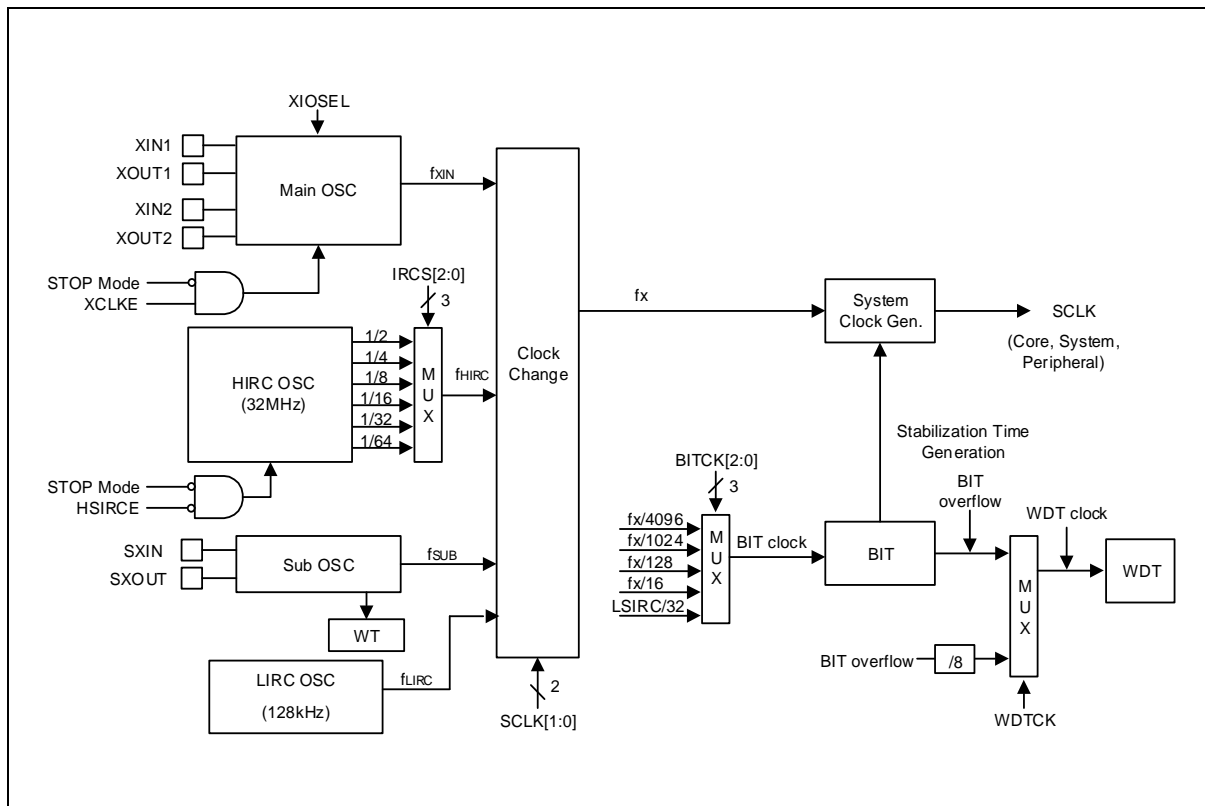 XIOSEL
XIN1
XOUT1
XIN2
XOUT2
Main OSC
fXIN
STOP Mode
XCLKE
IRCS[2:0]
3
HIRC OSC
(32MHz)
1/2
1/4
1/8
1/16
1/32
1/64
M
U
X
fHIRC
STOP Mode
HSIRCE
SXIN
SXOUT
Sub OSC
fSUB
WT
LIRC OSC
(128kHz)
fLIRC
Clock
Change
2
SCLK[1:0]
fx
System
Clock Gen.
SCLK
(Core, System,
Peripheral)
Stabilization Time
Generation
BITCK[2:0]
3
fx/4096
fx/1024
fx/128
fx/16
LSIRC/32
M
U
X
BIT clock
BIT
BIT
overflow
WDT clock
M
U
X
WDT
BIT overflow
/8
WDTCK